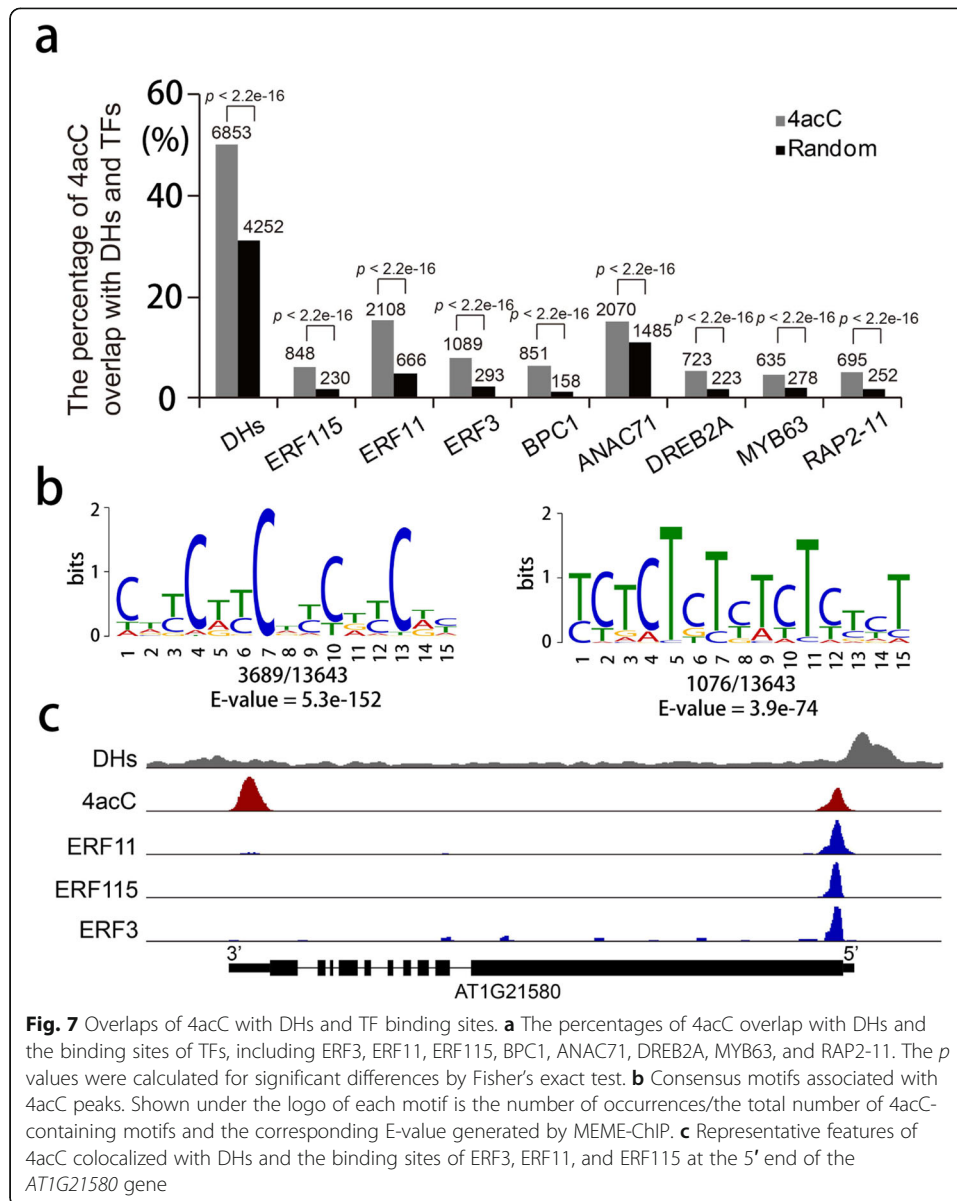 a
The percentage of 4acC
overlap with DHs and TFs
(%)
60
40
20
0
4acC
Random
p < 2.2e-16
6853
4252
p < 2.2e-16
848
230
p < 2.2e-16
2108
666
p < 2.2e-16
1089
293
p < 2.2e-16
851
158
p < 2.2e-16
2070
1485
p < 2.2e-16
723
223
p < 2.2e-16
635
278
p < 2.2e-16
695
252
DHs
ERF115
ERF11
ERF3
BPC1
ANAC71
DREB2A
MYB63
RAP2-11
b
bits
2
1
0
1 2 3 4 5 6 7 8 9 10 11 12 13 14 15
3689/13643
E-value = 5.3e-152
bits
2
1
0
1 2 3 4 5 6 7 8 9 10 11 12 13 14 15
1076/13643
E-value = 3.9e-74
c
DHs
4acC
ERF11
ERF115
ERF3
3’ 5’
AT1G21580
Fig. 7 Overlaps of 4acC with DHs and TF binding sites. a The percentages of 4acC overlap with DHs and
the binding sites of TFs, including ERF3, ERF11, ERF115, BPC1, ANAC71, DREB2A, MYB63, and RAP2-11. The p
values were calculated for significant differences by Fisher’s exact test. b Consensus motifs associated with
4acC peaks. Shown under the logo of each motif is the number of occurrences/the total number of 4acC-
containing motifs and the corresponding E-value generated by MEME-ChIP. c Representative features of
4acC colocalized with DHs and the binding sites of ERF3, ERF11, and ERF115 at the 5′ end of the
AT1G21580 gene